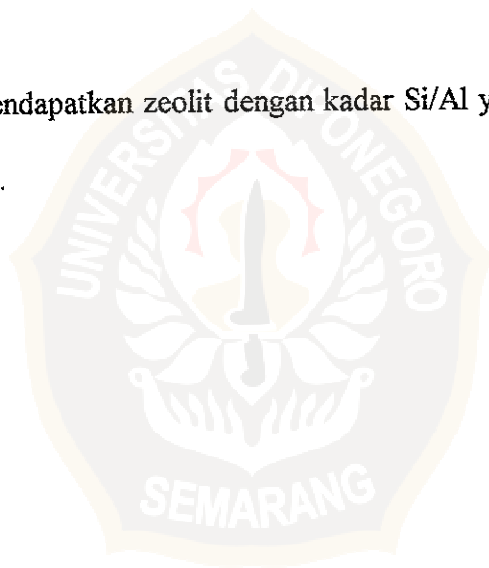 endapatkan zeolit dengan kadar Si/Al y
.
UNIVERSITAS DIPONEGORO
SEMARANG